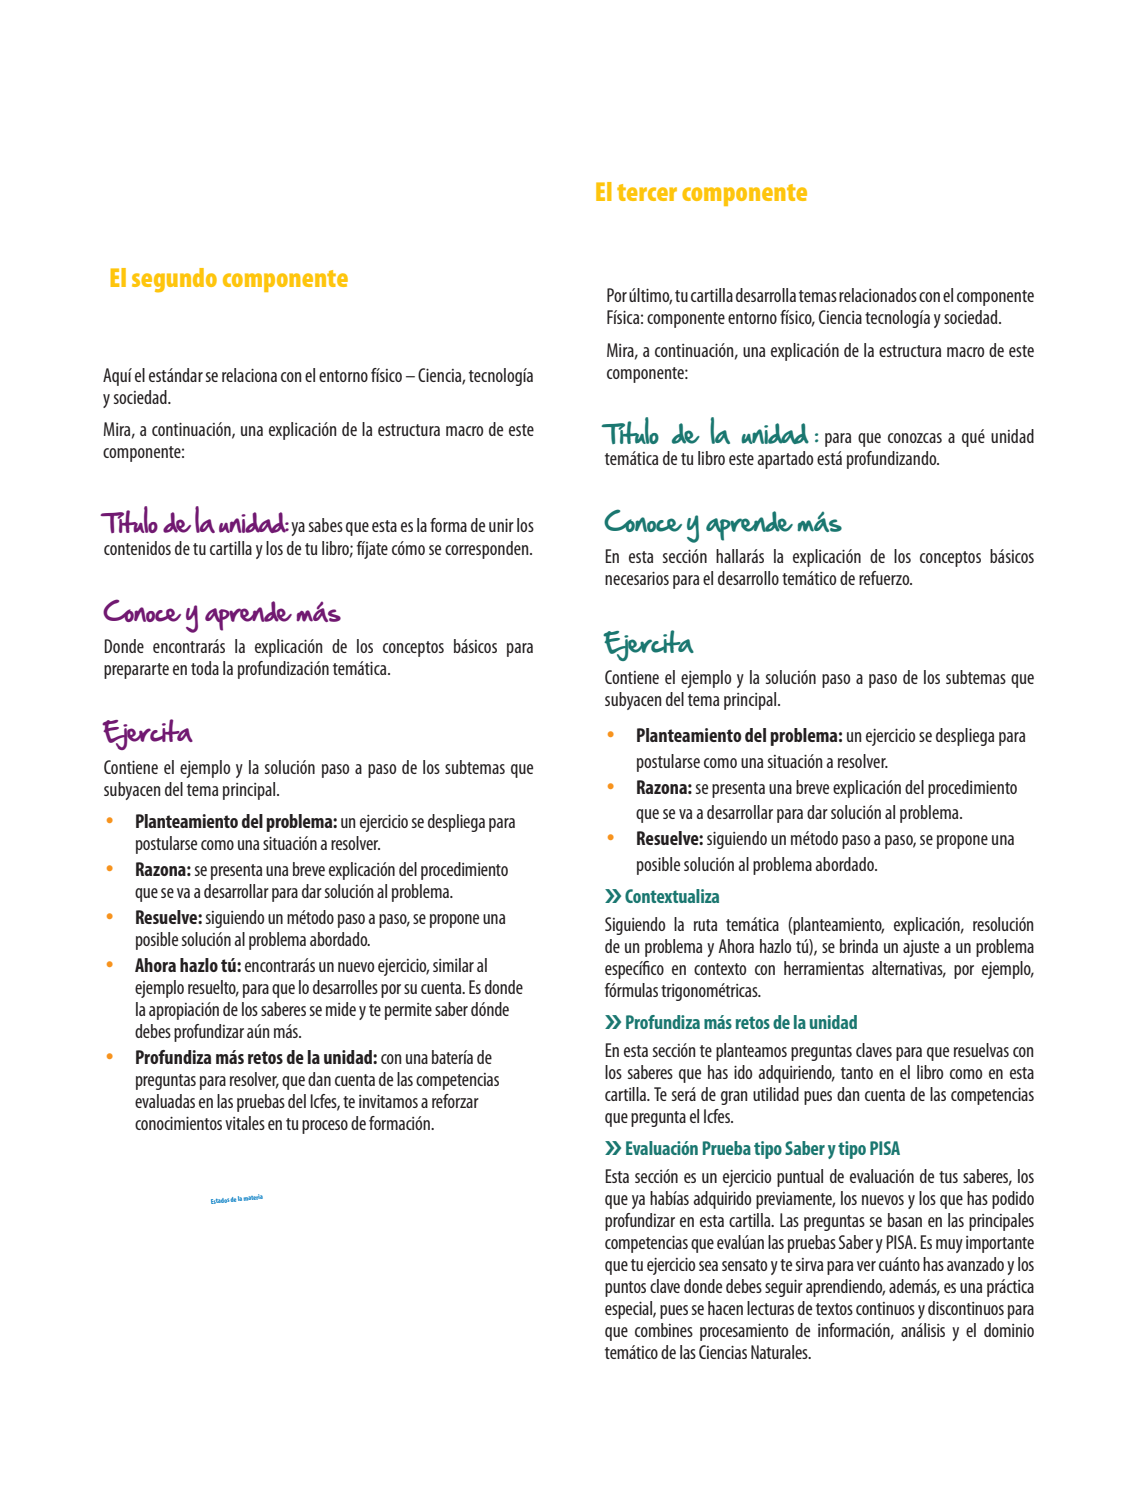 El segundo componente
Aquí el estándar se relaciona con el entorno físico – Ciencia, tecnología
y sociedad.
Mira, a continuación, una explicación de la estructura macro de este
componente:
Título de la unidad: ya sabes que esta es la forma de unir los
contenidos de tu cartilla y los de tu libro; fíjate cómo se corresponden.
Conoce y aprende más
Donde encontrarás la explicación de los conceptos básicos para
prepararte en toda la profundización temática.
Ejercita
Contiene el ejemplo y la solución paso a paso de los subtemas que
subyacen del tema principal.
• Planteamiento del problema: un ejercicio se despliega para
postularse como una situación a resolver.
• Razona: se presenta una breve explicación del procedimiento
que se va a desarrollar para dar solución al problema.
• Resuelve: siguiendo un método paso a paso, se propone una
posible solución al problema abordado.
• Ahora hazlo tú: encontrarás un nuevo ejercicio, similar al
ejemplo resuelto, para que lo desarrolles por su cuenta. Es donde
la apropiación de los saberes se mide y te permite saber dónde
debes profundizar aún más.
• Profundiza más retos de la unidad: con una batería de
preguntas para resolver, que dan cuenta de las competencias
evaluadas en las pruebas del Icfes, te invitamos a reforzar
conocimientos vitales en tu proceso de formación.
Estados de la materia
El tercer componente
Por último, tu cartilla desarrolla temas relacionados con el componente
Física: componente entorno físico, Ciencia tecnología y sociedad.
Mira, a continuación, una explicación de la estructura macro de este
componente:
Título de la unidad : para que conozcas a qué unidad
temática de tu libro este apartado está profundizando.
Conoce y aprende más
En esta sección hallarás la explicación de los conceptos básicos
necesarios para el desarrollo temático de refuerzo.
Ejercita
Contiene el ejemplo y la solución paso a paso de los subtemas que
subyacen del tema principal.
• Planteamiento del problema: un ejercicio se despliega para
postularse como una situación a resolver.
• Razona: se presenta una breve explicación del procedimiento
que se va a desarrollar para dar solución al problema.
• Resuelve: siguiendo un método paso a paso, se propone una
posible solución al problema abordado.
» Contextualiza
Siguiendo la ruta temática (planteamiento, explicación, resolución
de un problema y Ahora hazlo tú), se brinda un ajuste a un problema
específico en contexto con herramientas alternativas, por ejemplo,
fórmulas trigonométricas.
» Profundiza más retos de la unidad
En esta sección te planteamos preguntas claves para que resuelvas con
los saberes que has ido adquiriendo, tanto en el libro como en esta
cartilla. Te será de gran utilidad pues dan cuenta de las competencias
que pregunta el Icfes.
» Evaluación Prueba tipo Saber y tipo PISA
Esta sección es un ejercicio puntual de evaluación de tus saberes, los
que ya habías adquirido previamente, los nuevos y los que has podido
profundizar en esta cartilla. Las preguntas se basan en las principales
competencias que evalúan las pruebas Saber y PISA. Es muy importante
que tu ejercicio sea sensato y te sirva para ver cuánto has avanzado y los
puntos clave donde debes seguir aprendiendo, además, es una práctica
especial, pues se hacen lecturas de textos continuos y discontinuos para
que combines procesamiento de información, análisis y el dominio
temático de las Ciencias Naturales.